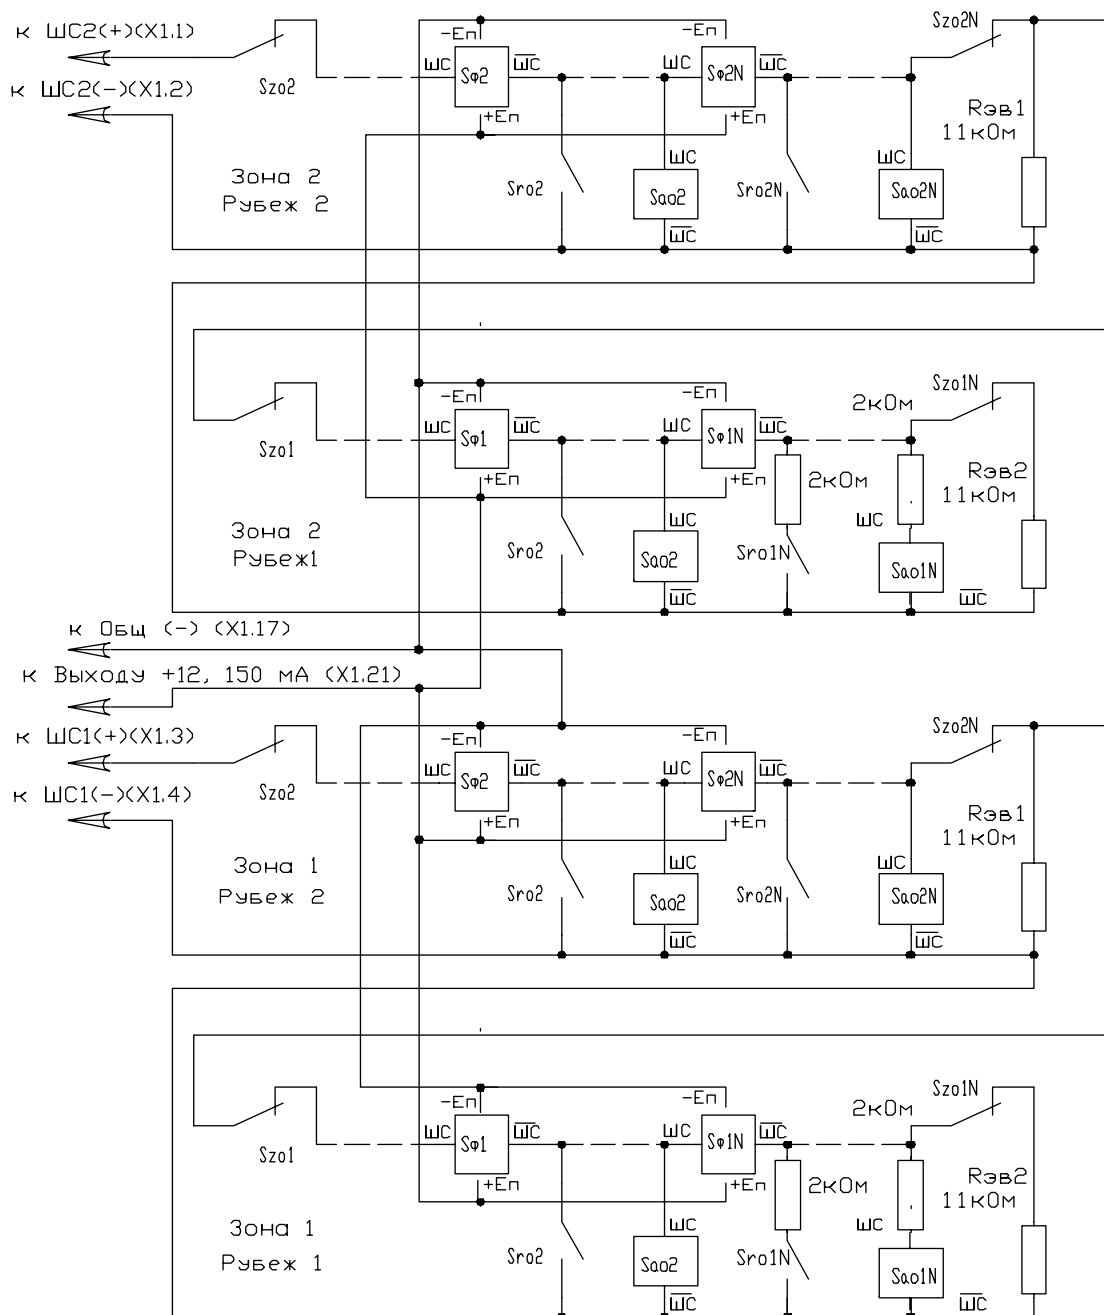 к ШС2(+)(X1.1)
Szo2N
-Еп
-Еп
ШС
Sф2
ШС
ШС
Sф2N
ШС
Szo2
к ШС2(-)(X1.2)
+Еп
+Еп
Rэв1
11кОм
Зона 2
Рубеж 2
Sro2
ШС
Sao2
ШС
Sro2N
ШС
Sao2N
ШС
Szo1N
-Еп
-Еп
2кОм
ШС
Sф1
ШС
ШС
Sф1N
ШС
Szo1
+Еп
+Еп
2кОм
Rэв2
11кОм
Зона 2
Рубеж1
Sro2
ШС
Sao2
ШС
Sro1N
ШС
Sao1N
ШС
к Общ (-) (X1.17)
к Выходу +12, 150 мА (X1.21)
к ШС1(+)(X1.3)
Szo2N
-Еп
-Еп
ШС
Sф2
ШС
ШС
Sф2N
ШС
Szo2
к ШС1(-)(X1.4)
+Еп
+Еп
Rэв1
11кОм
Зона 1
Рубеж 2
Sro2
ШС
Sao2
ШС
Sro2N
ШС
Sao2N
ШС
Szo1N
-Еп
-Еп
2кОм
ШС
Sф1
ШС
ШС
Sф1N
ШС
Szo1
+Еп
+Еп
2кОм
Rэв2
11кОм
Зона 1
Рубеж 1
Sro2
ШС
Sao2
ШС
Sro1N
ШС
Sao1N
ШС